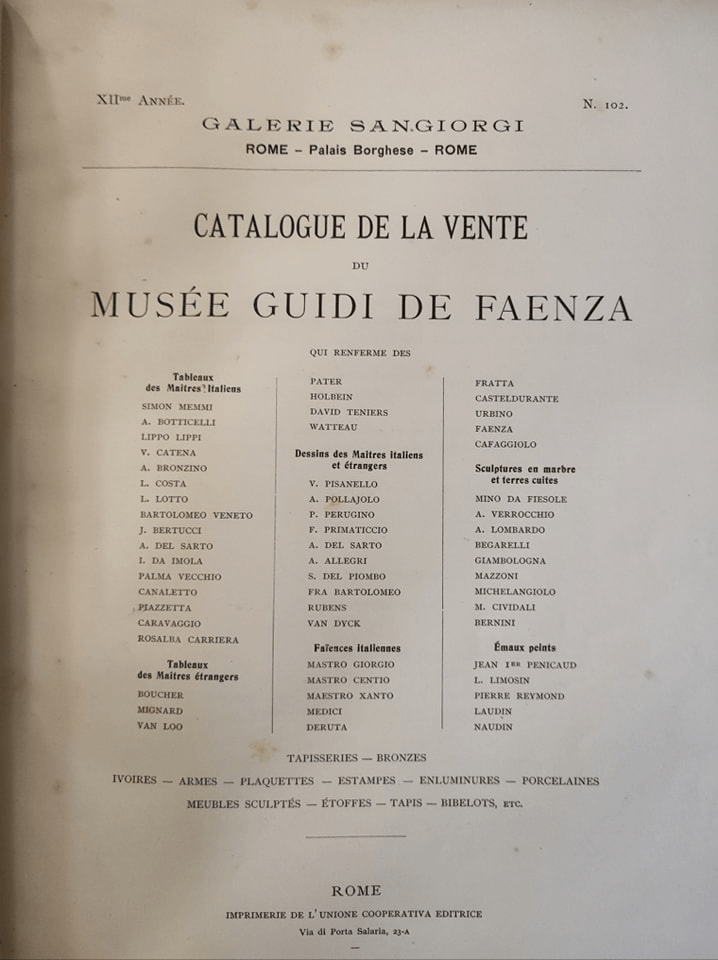 XIIme ANNÉE.
N. 102.
GALERIE SANGIORGI
ROME – Palais Borghese – ROME
CATALOGUE DE LA VENTE
DU
MUSÉE GUIDI DE FAENZA
QUI RENFERME DES
Tableaux
des Maitres Italiens
SIMON MEMMI
A. BOTTICELLI
LIPPO LIPPI
V. CATENA
A. BRONZINO
L. COSTA
L. LOTTO
BARTOLOMEO VENETO
J. BERTUCCI
A. DEL SARTO
I. DA IMOLA
PALMA VECCHIO
CANALETTO
PIAZZETTA
CARAVAGGIO
ROSALBA CARRIERA
Tableaux
des Maitres étrangers
BOUCHER
MIGNARD
VAN LOO
PATER
HOLBEIN
DAVID TENIERS
WATTEAU
Dessins des Maitres italiens
et étrangers
V. PISANELLO
A. POLLAJOLO
P. PERUGINO
F. PRIMATICCIO
A. DEL SARTO
A. ALLEGRI
S. DEL PIOMBO
FRA BARTOLOMEO
RUBENS
VAN DYCK
Faïences italiennes
MASTRO GIORGIO
MASTRO CENTIO
MAESTRO XANTO
MEDICI
DERUTA
FRATTA
CASTELDURANTE
URBINO
FAENZA
CAFAGGIOLO
Sculptures en marbre
et terres cuites
MINO DA FIESOLE
A. VERROCCHIO
A. LOMBARDO
BEGARELLI
GIAMBOLOGNA
MAZZONI
MICHELANGIOLO
M. CIVIDALI
BERNINI
Émaux peints
JEAN IER PENICAUD
L. LIMOSIN
PIERRE REYMOND
LAUDIN
NAUDIN
TAPISSERIES — BRONZES
IVOIRES — ARMES — PLAQUETTES — ESTAMPES — ENLUMINURES — PORCELAINES
MEUBLES SCULPTÉS — ÉTOFFES — TAPIS — BIBELOTS, ETC.
ROME
IMPRIMERIE DE L'UNIONE COOPERATIVA EDITRICE
Via di Porta Salaria, 23-A